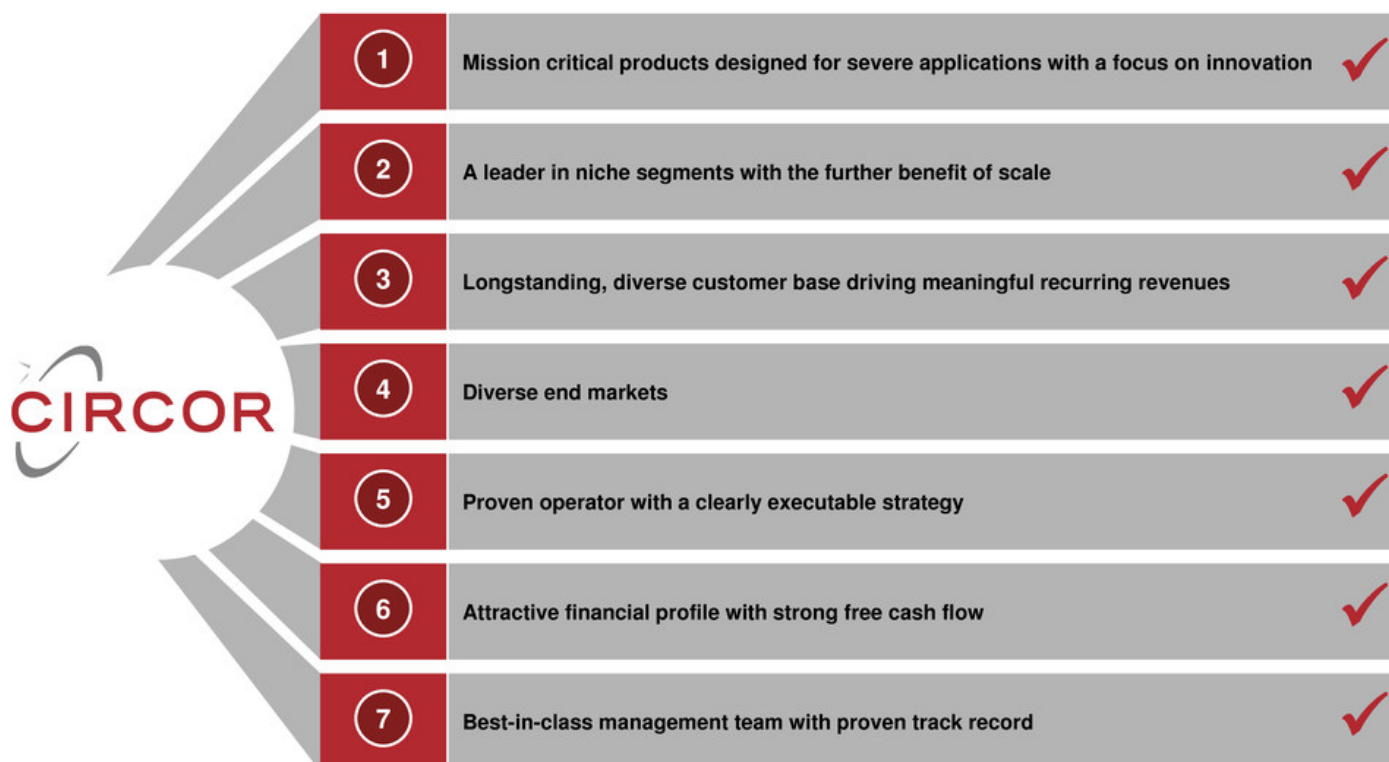 CIRCOR
1
Mission critical products designed for severe applications with a focus on innovation
2
A leader in niche segments with the further benefit of scale
3
Longstanding, diverse customer base driving meaningful recurring revenues
4
Diverse end markets
5
Proven operator with a clearly executable strategy
6
Attractive financial profile with strong free cash flow
7
Best-in-class management team with proven track record